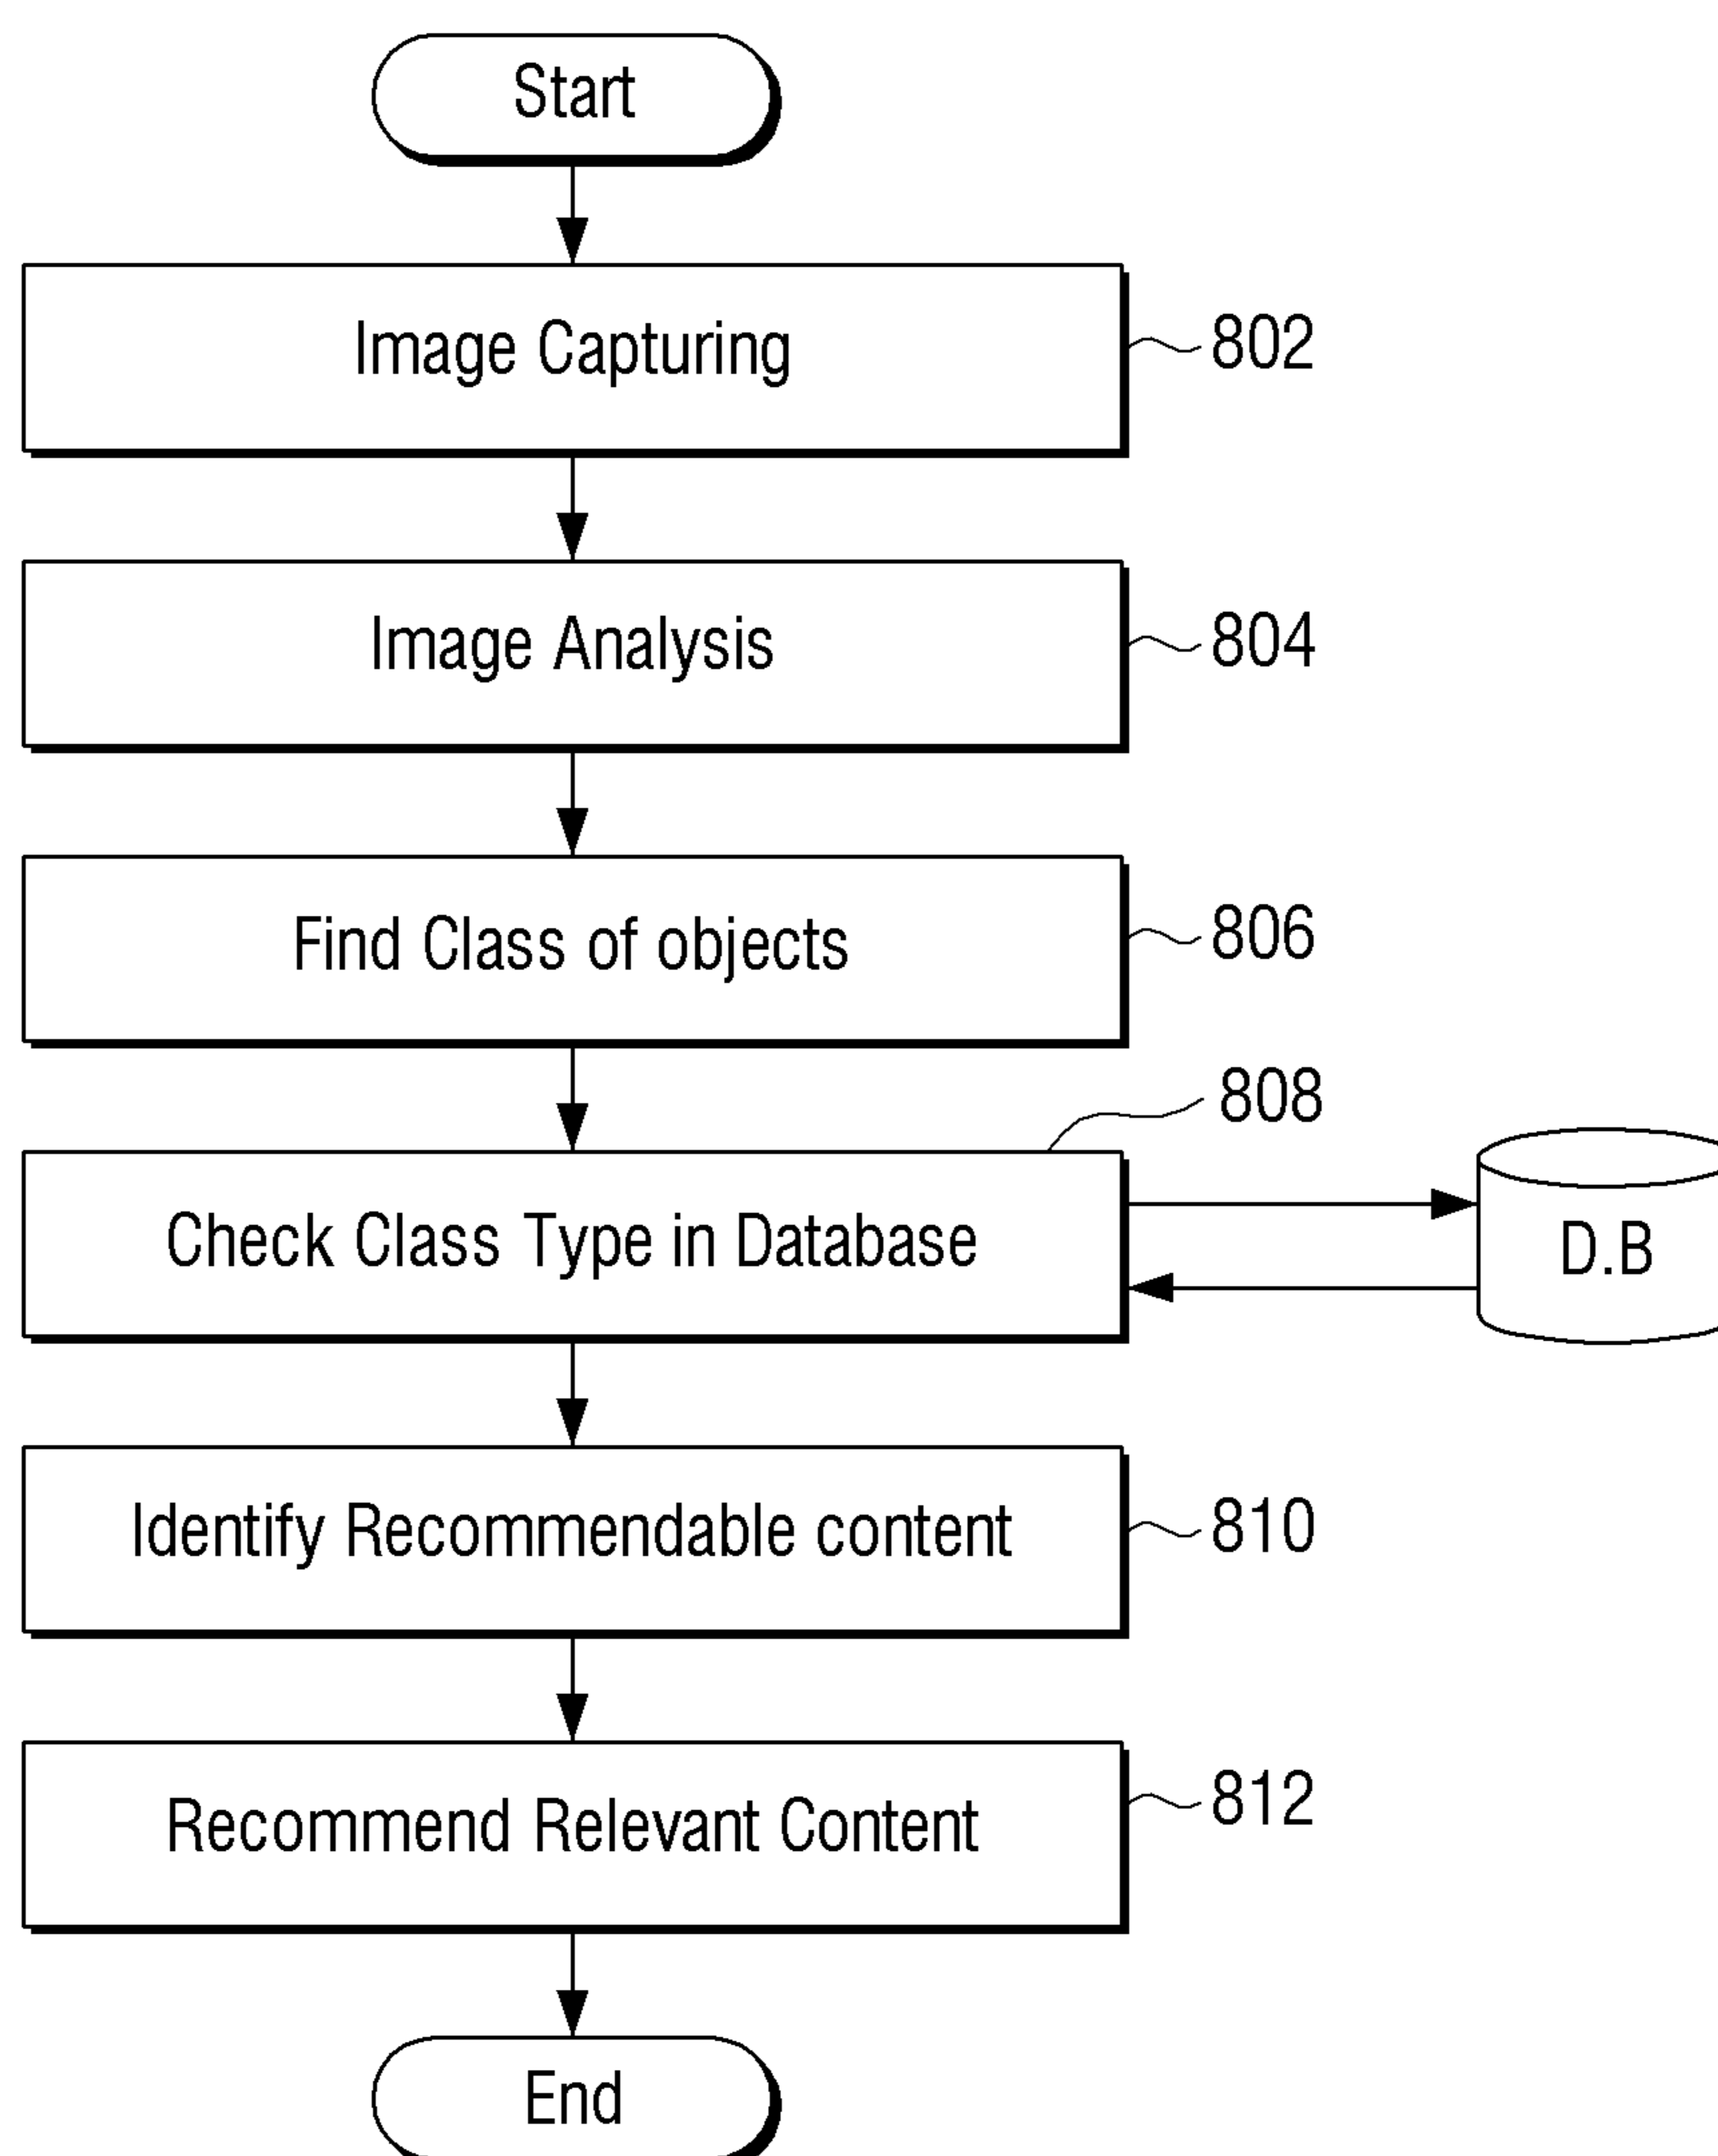 Start
Image Capturing
802
Image Analysis
804
Find Class of objects
806
808
Check Class Type in Database
D.B
Identify Recommendable content
810
Recommend Relevant Content
812
End